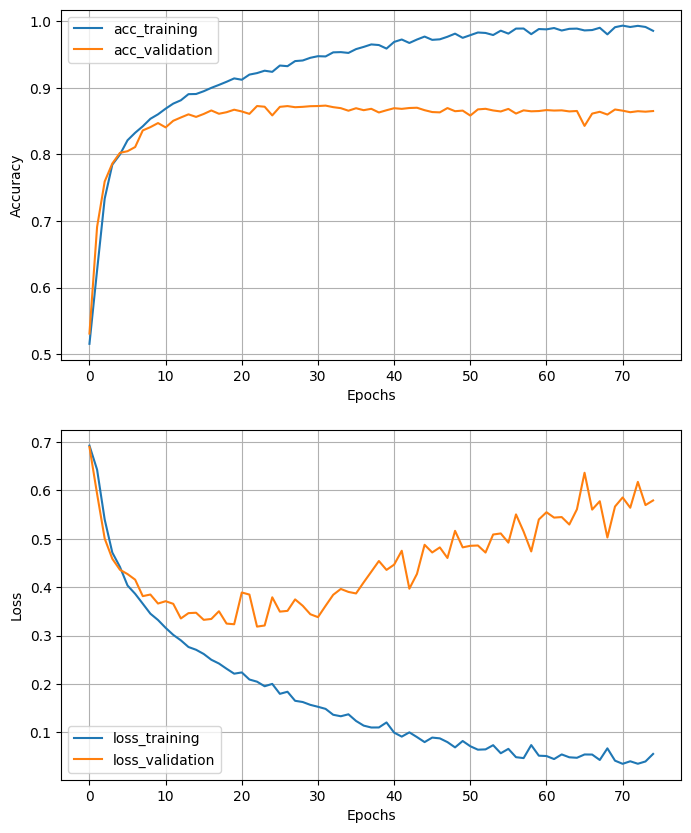 1.0
0.9
0.8
0.7
0.6
0.5
Accuracy
acc_training
acc_validation
0 10 20 30 40 50 60 70
Epochs
0.7
0.6
0.5
0.4
0.3
0.2
0.1
Loss
loss_training
loss_validation
0 10 20 30 40 50 60 70
Epochs